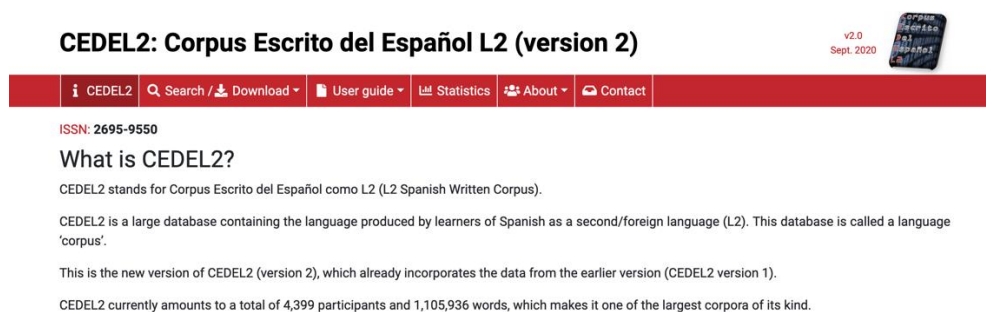 CEDEL2: Corpus Escrito del Español L2 (version 2)
v2.0
Sept. 2020
Corpus
Escrito
Del
Español
CEDEL2
Search / Download
User guide
Statistics
About
Contact
ISSN: 2695-9550
What is CEDEL2?
CEDEL2 stands for Corpus Escrito del Español como L2 (L2 Spanish Written Corpus).
CEDEL2 is a large database containing the language produced by learners of Spanish as a second/foreign language (L2). This database is called a language
'corpus'.
This is the new version of CEDEL2 (version 2), which already incorporates the data from the earlier version (CEDEL2 version 1).
CEDEL2 currently amounts to a total of 4,399 participants and 1,105,936 words, which makes it one of the largest corpora of its kind.